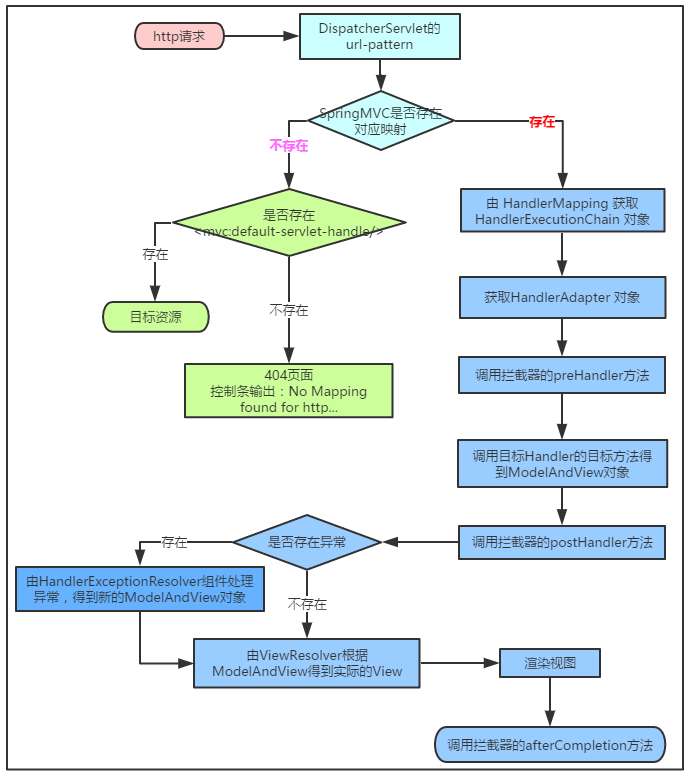 http请求
DispatcherServlet的
url-pattern
SpringMVC是否存在
对应映射
不存在
存在
是否存在
<mvc:default-servlet-handle/>
由 HandlerMapping 获取
HandlerExecutionChain 对象
存在
不存在
目标资源
获取HandlerAdapter 对象
404页面
控制条输出：No Mapping
found for http...
调用拦截器的preHandler方法
调用目标Handler的目标方法得
到ModelAndView对象
调用拦截器的postHandler方法
是否存在异常
存在
不存在
由HandlerExceptionResolver组件处理
异常，得到新的ModelAndView对象
由ViewResolver根据
ModelAndView得到实际的View
渲染视图
调用拦截器的afterCompletion方法